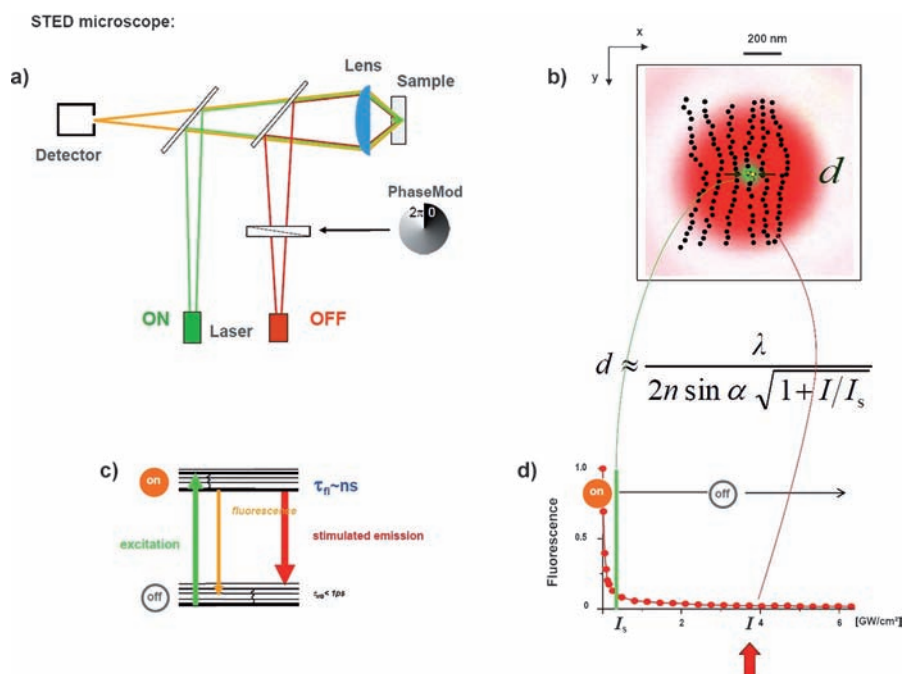 STED microscope:
a)
Lens
Sample
Detector
PhaseMod
2π 0
ON
Laser
OFF
b)
x
y
200 nm
d
d ≈ λ / 2n sin α √1 + I/Is
c)
on
τfl~ns
fluorescence
excitation
stimulated emission
off
d)
1.0
on
off
Fluorescence
0.5
0
Is
2
I
4
6
[GW/cm²]